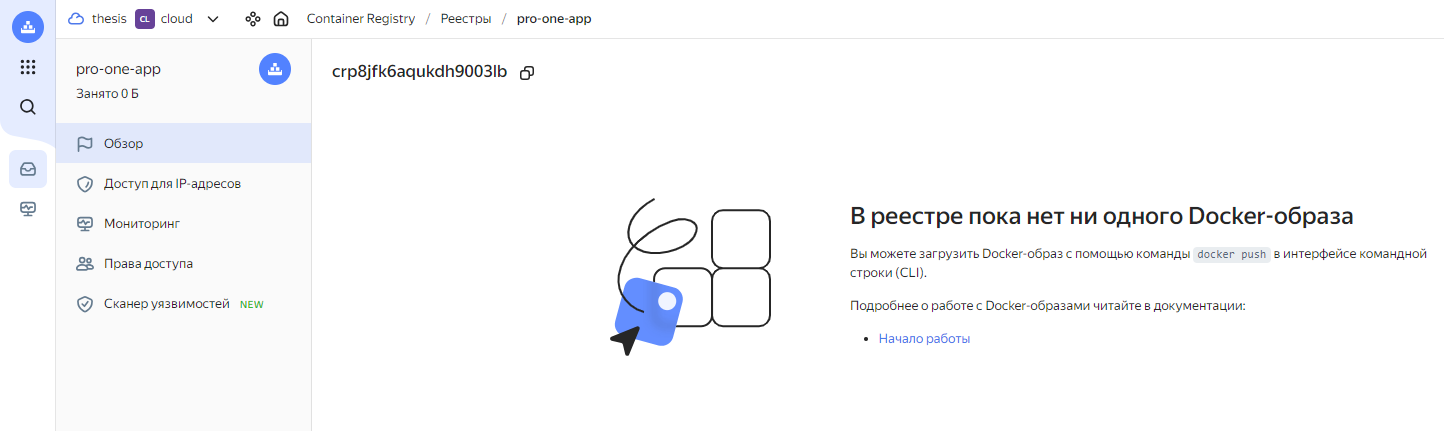 thesis CL cloud Container Registry / Реестры / pro-one-app
pro-one-app
Занято 0 Б
Обзор
Доступ для IP-адресов
Мониторинг
Права доступа
Сканер уязвимостей NEW
crp8jfk6aqukdh9003lb
В реестре пока нет ни одного Docker-образа
Вы можете загрузить Docker-образ с помощью команды docker push в интерфейсе командной
строки (CLI).
Подробнее о работе с Docker-образами читайте в документации:
• Начало работы